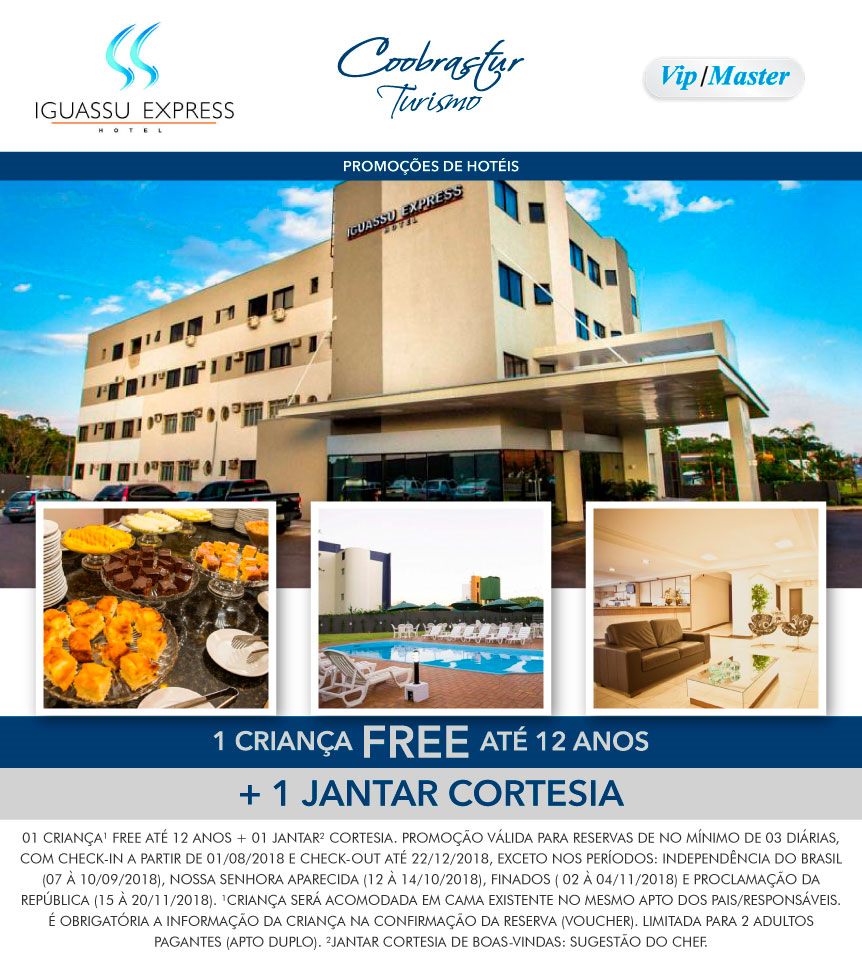 IGUASSU EXPRESS
HOTEL
Coobrastur
Turismo
Vip/Master
PROMOÇÕES DE HOTÉIS
IGUASSU EXPRESS
HOTEL
1 CRIANÇA FREE ATÉ 12 ANOS
+ 1 JANTAR CORTESIA
01 CRIANÇA¹ FREE ATÉ 12 ANOS + 01 JANTAR² CORTESIA. PROMOÇÃO VÁLIDA PARA RESERVAS DE NO MÍNIMO DE 03 DIÁRIAS,
COM CHECK-IN A PARTIR DE 01/08/2018 E CHECK-OUT ATÉ 22/12/2018, EXCETO NOS PERÍODOS: INDEPENDÊNCIA DO BRASIL
(07 À 10/09/2018), NOSSA SENHORA APARECIDA (12 À 14/10/2018), FINADOS ( 02 À 04/11/2018) E PROCLAMAÇÃO DA
REPÚBLICA (15 À 20/11/2018). ¹CRIANÇA SERÁ ACOMODADA EM CAMA EXISTENTE NO MESMO APTO DOS PAIS/RESPONSÁVEIS.
É OBRIGATÓRIA A INFORMAÇÃO DA CRIANÇA NA CONFIRMAÇÃO DA RESERVA (VOUCHER). LIMITADA PARA 2 ADULTOS
PAGANTES (APTO DUPLO). ²JANTAR CORTESIA DE BOAS-VINDAS: SUGESTÃO DO CHEF.